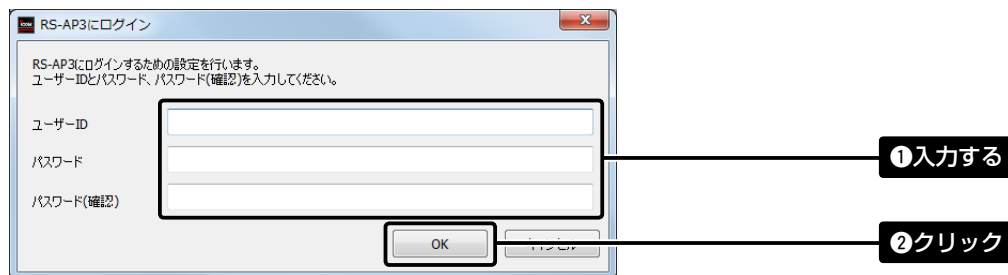 RS-AP3にログイン
RS-AP3にログインするための設定を行います。
ユーザーIDとパスワード、パスワード(確認)を入力してください。
ユーザーID
パスワード
❶入力する
パスワード(確認)
OK
❷クリック